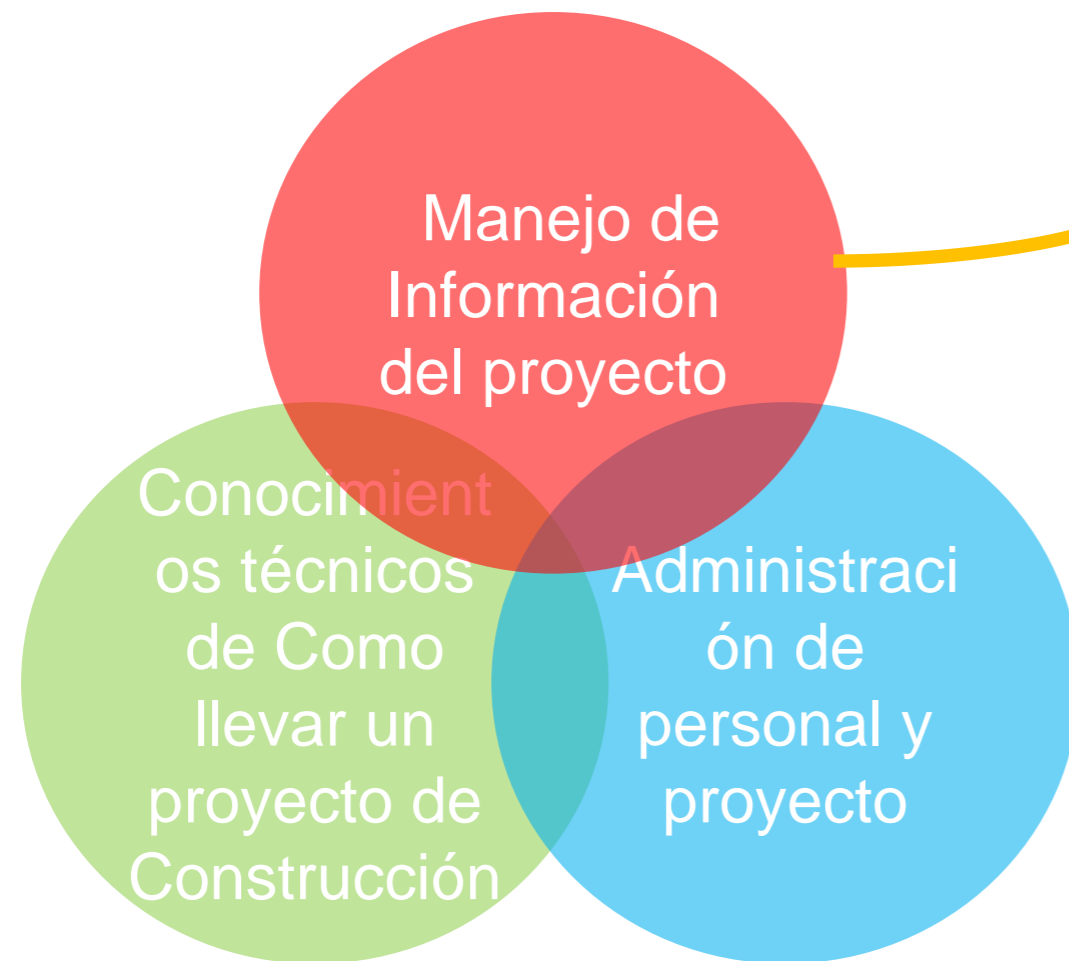 Manejo de
Información
del proyecto
Conocimient
os técnicos
de Como
llevar un
proyecto de
Construcción
Administraci
ón de
personal y
proyecto